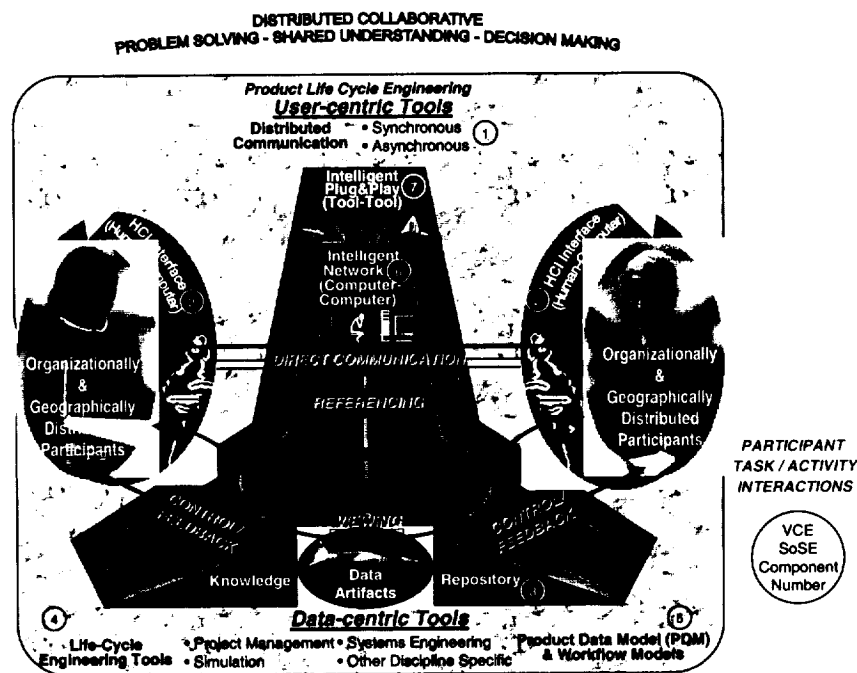 DISTRIBUTED COLLABORATIVE
PROBLEM SOLVING - SHARED UNDERSTANDING - DECISION MAKING
Product Life Cycle Engineering
User-centric Tools
Distributed
Communication
• Synchronous
• Asynchronous
1
Intelligent
Plug&Play
(Tool-Tool)
7
Intelligent
Network
(Computer-
Computer)
6
HCI Interface
HCI Interface
(Human-Computer)
Organizationally
&
Geographically
Participants
Organizationally
&
Geographically
Distributed
Participants
DIRECT COMMUNICATION
REFERENCING
CONTROL/
FEEDBACK
VIEWING
CONTROL/
FEEDBACK
Knowledge
Data
Artifacts
Repository
PARTICIPANT
TASK / ACTIVITY
INTERACTIONS
VCE
SoSE
Component
Number
4
Data-centric Tools
5
Life-Cycle
Engineering Tools
• Project Management
• Simulation
• Systems Engineering
• Other Discipline Specific
Product Data Model (PDM)
& Workflow Models